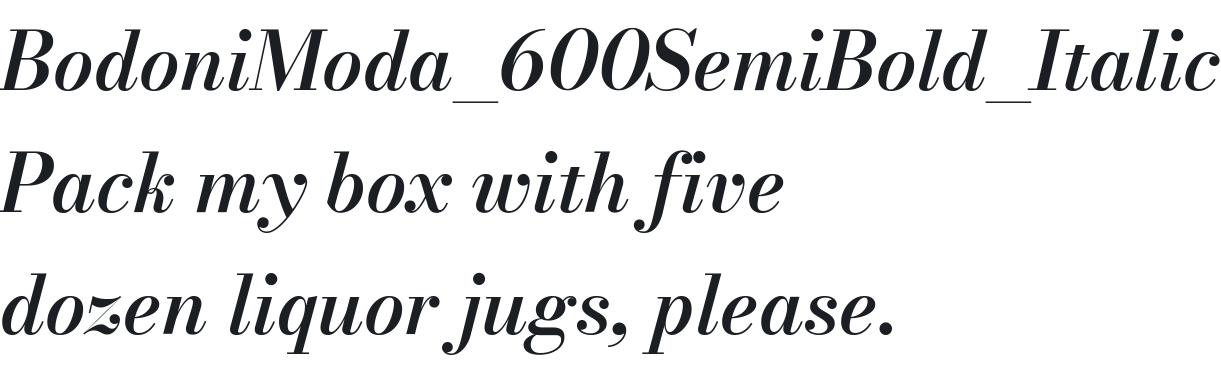 BodoniModa_600SemiBold_Italic
Pack my box with five
dozen liquor jugs, please.